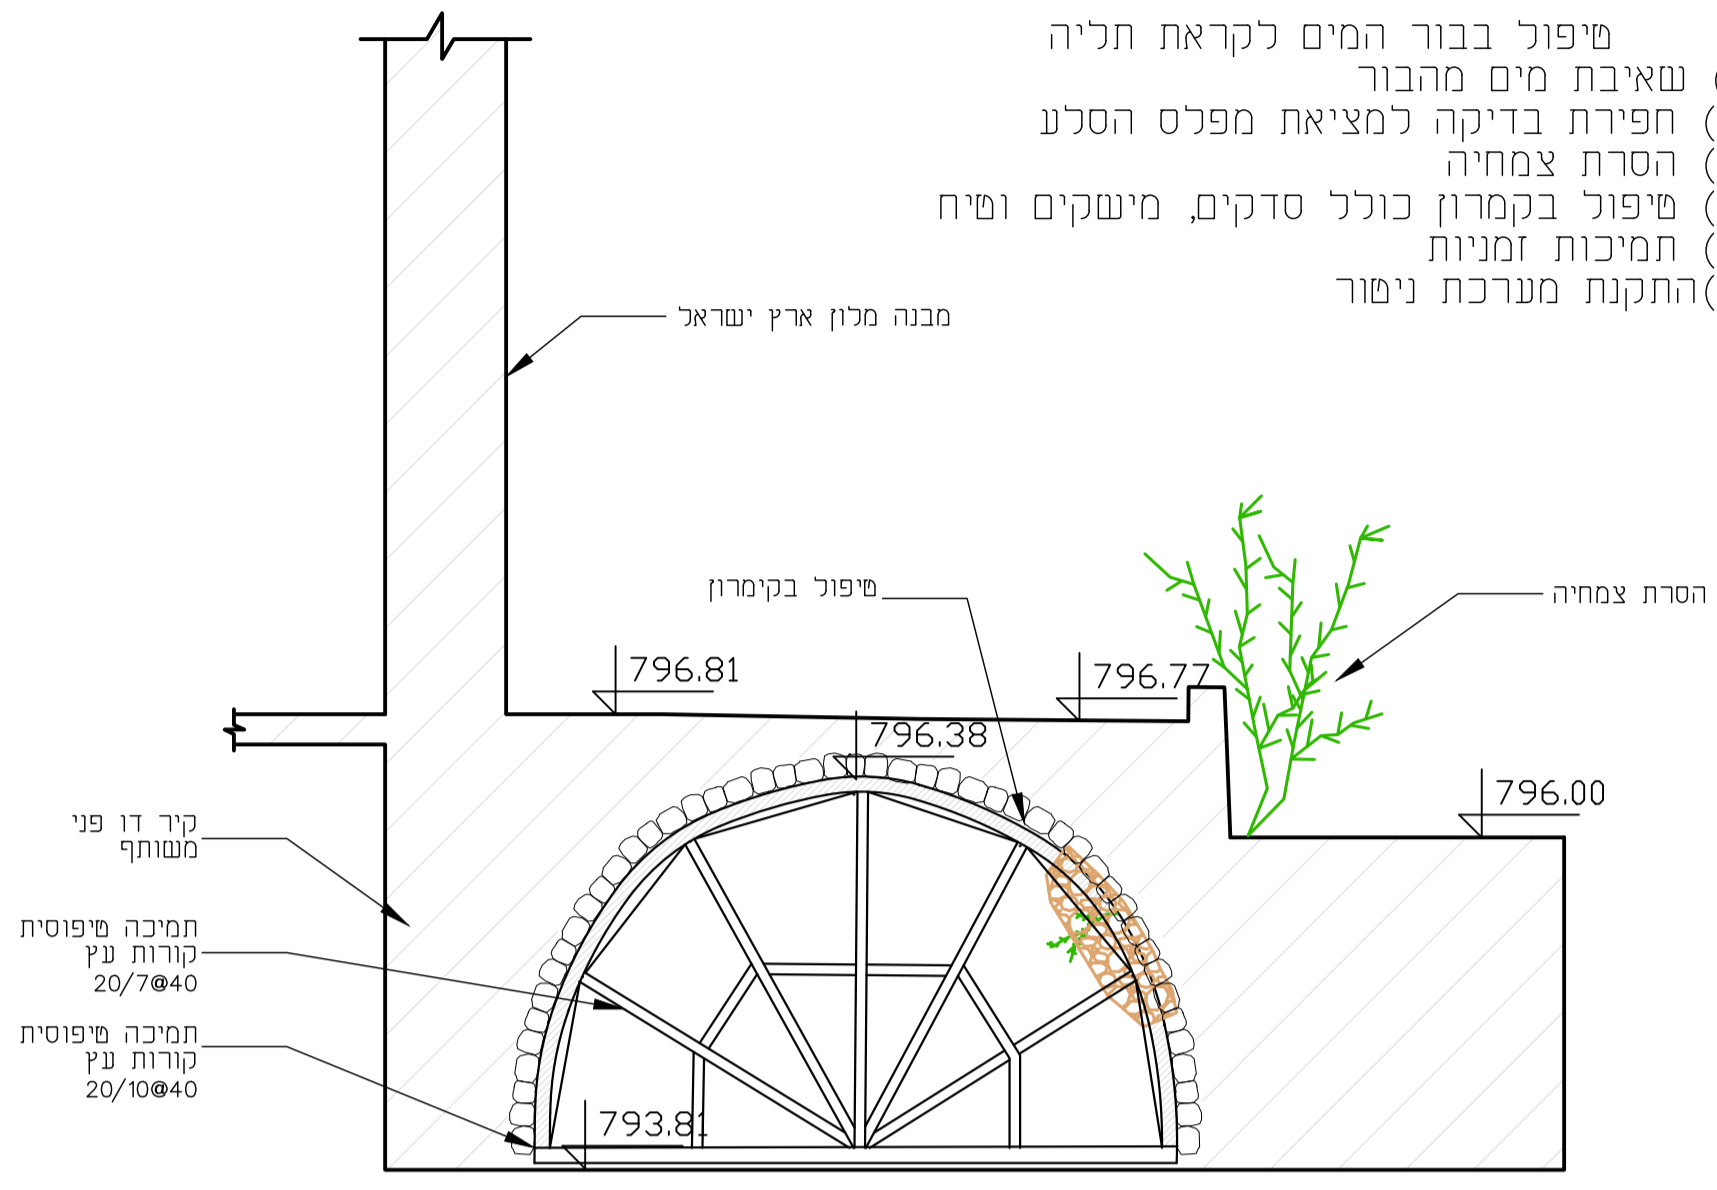 טיפול בבור המים לקראת תליה
) שאיבת מים מהבור
) חפירת בדיקה למציאת מפלס הסלע
) הסרת צמחיה
) טיפול בקמרון כולל סדקים, מישקים וטיח
) תמיכות זמניות
)התקנת מערכת ניטור
מבנה מלון ארץ ישראל
טיפול בקימרון
הסרת צמחיה
796.81
796.77
796.38
796.00
קיר דו פני
משותף
תמיכה טיפוסית
קורות עץ
20/7@40
תמיכה טיפוסית
קורות עץ
20/10@40
793.81